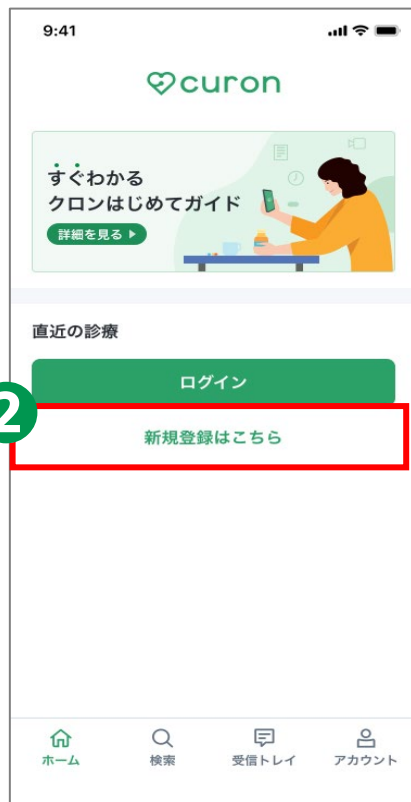 9:41
curon
すぐわかる
クロンはじめてガイド
詳細を見る
直近の診療
ログイン
2
新規登録はこちら
ホーム
検索
受信トレイ
アカウント